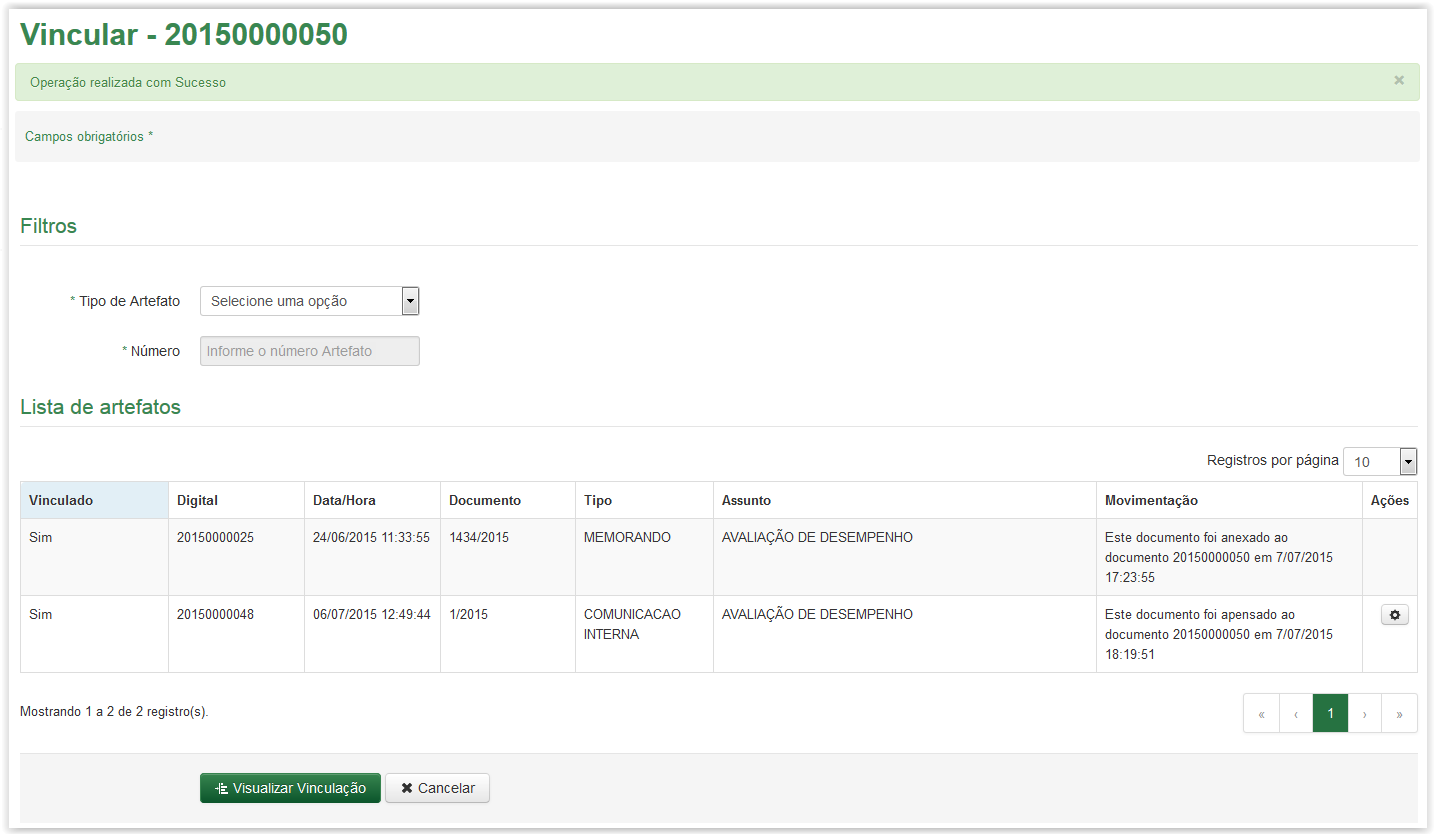 Vincular - 20150000050
Operação realizada com Sucesso ×
Campos obrigatórios *
Filtros
* Tipo de Artefato Selecione uma opção
* Número Informe o número Artefato
Lista de artefatos
Registros por página 10
Vinculado Digital Data/Hora Documento Tipo Assunto Movimentação Ações
Sim 20150000025 24/06/2015 11:33:55 1434/2015 MEMORANDO AVALIAÇÃO DE DESEMPENHO Este documento foi anexado ao
documento 20150000050 em 7/07/2015
17:23:55
Sim 20150000048 06/07/2015 12:49:44 1/2015 COMUNICACAO AVALIAÇÃO DE DESEMPENHO Este documento foi apensado ao
INTERNA documento 20150000050 em 7/07/2015
18:19:51
Mostrando 1 a 2 de 2 registro(s). « ‹ 1 › »
Visualizar Vinculação Cancelar